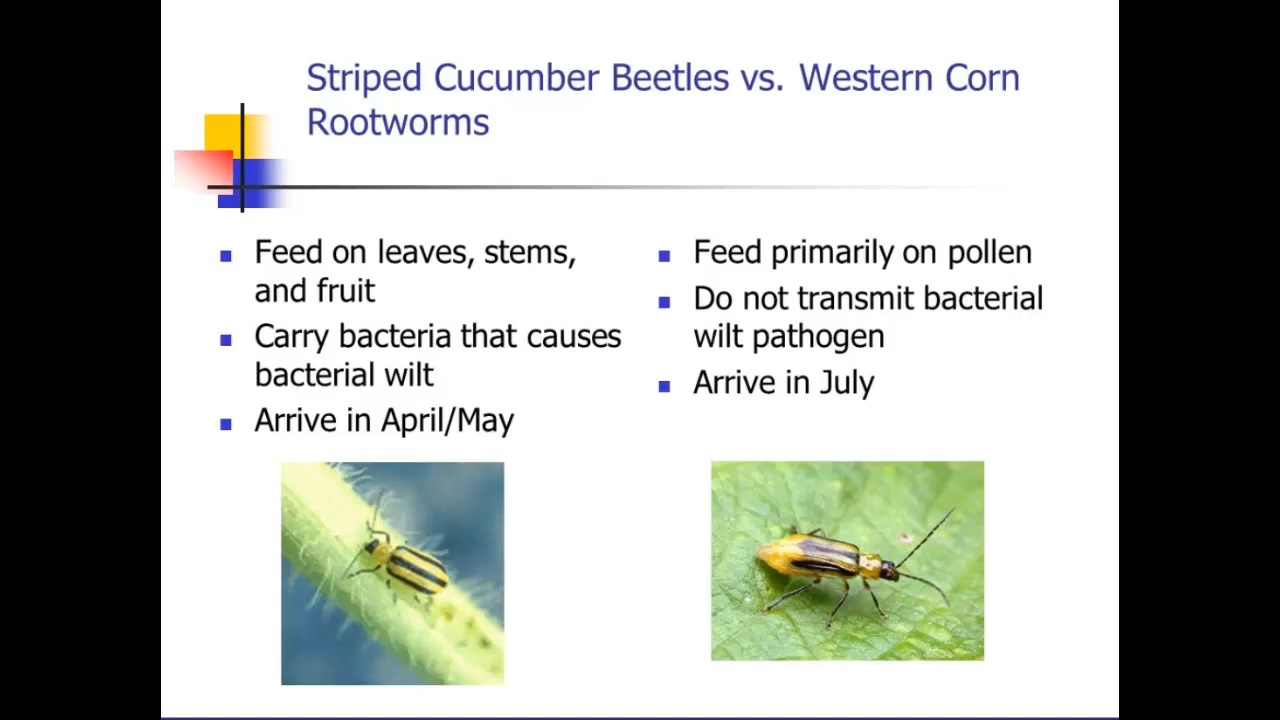 Striped Cucumber Beetles vs. Western Corn
Rootworms
Feed on leaves, stems,
and fruit
Carry bacteria that causes
bacterial wilt
Arrive in April/May
Feed primarily on pollen
Do not transmit bacterial
wilt pathogen
Arrive in July